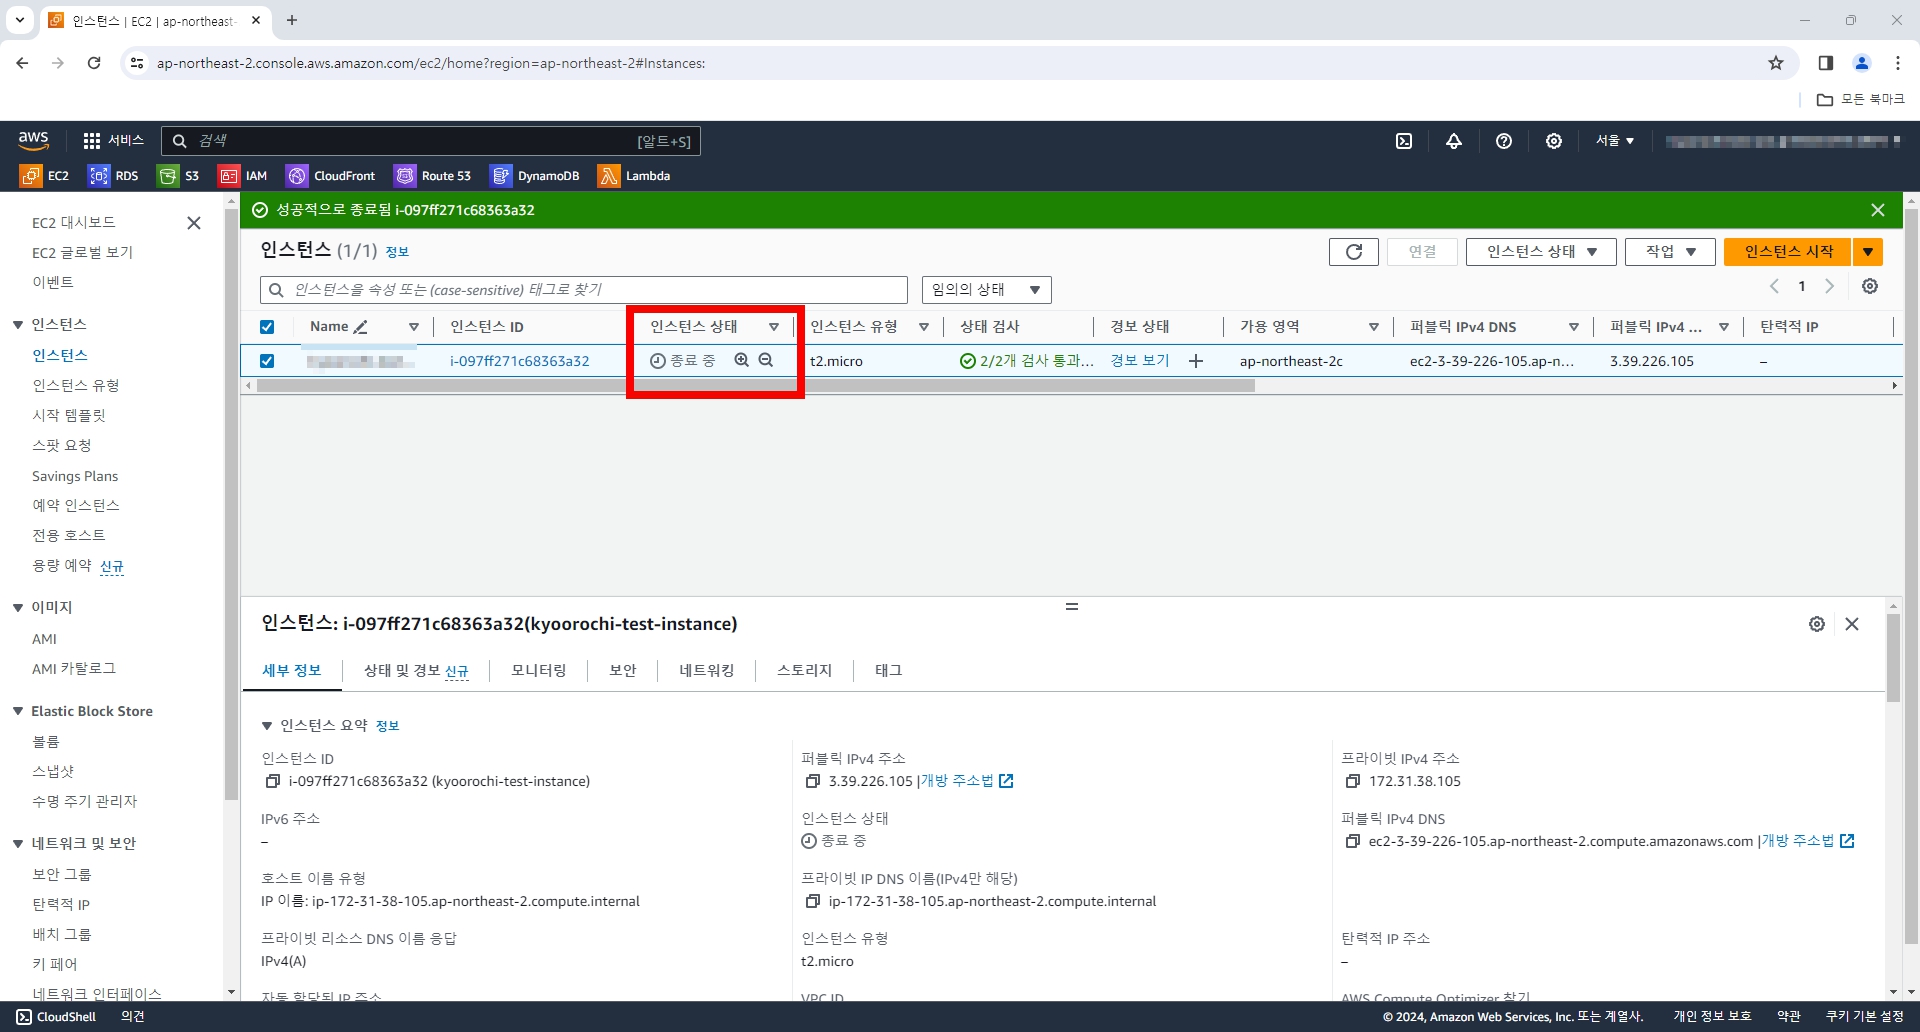 인스턴스 | EC2 | ap-northeast-
ap-northeast-2.console.aws.amazon.com/ec2/home?region=ap-northeast-2#Instances:
모든 북마크
aws 서비스 검색 [알트+S] 서울
EC2 RDS S3 IAM CloudFront Route 53 DynamoDB Lambda
EC2 대시보드
EC2 글로벌 보기
이벤트
인스턴스
인스턴스
인스턴스 유형
시작 템플릿
스팟 요청
Savings Plans
예약 인스턴스
전용 호스트
용량 예약 신규
이미지
AMI
AMI 카탈로그
Elastic Block Store
볼륨
스냅샷
수명 주기 관리자
네트워크 및 보안
보안 그룹
탄력적 IP
배치 그룹
키 페어
네트워크 인터페이스
성공적으로 종료됨 i-097ff271c68363a32
인스턴스 (1/1) 정보
연결 인스턴스 상태 작업 인스턴스 시작
인스턴스을 속성 또는 (case-sensitive) 태그로 찾기 임의의 상태 1
Name 인스턴스 ID 인스턴스 상태 인스턴스 유형 상태 검사 경보 상태 가용 영역 퍼블릭 IPv4 DNS 퍼블릭 IPv4 ... 탄력적 IP
i-097ff271c68363a32 종료 중 t2.micro 2/2개 검사 통과... 경보 보기 ap-northeast-2c ec2-3-39-226-105.ap-n... 3.39.226.105 –
인스턴스: i-097ff271c68363a32(kyoorochi-test-instance)
세부 정보 상태 및 경보 신규 모니터링 보안 네트워킹 스토리지 태그
인스턴스 요약 정보
인스턴스 ID
i-097ff271c68363a32 (kyoorochi-test-instance)
퍼블릭 IPv4 주소
3.39.226.105 |개방 주소법
프라이빗 IPv4 주소
172.31.38.105
IPv6 주소
–
인스턴스 상태
종료 중
퍼블릭 IPv4 DNS
ec2-3-39-226-105.ap-northeast-2.compute.amazonaws.com |개방 주소법
호스트 이름 유형
IP 이름: ip-172-31-38-105.ap-northeast-2.compute.internal
프라이빗 IP DNS 이름(IPv4만 해당)
ip-172-31-38-105.ap-northeast-2.compute.internal
프라이빗 리소스 DNS 이름 응답
IPv4(A)
인스턴스 유형
t2.micro
탄력적 IP 주소
–
자동 할당된 IP 주소
VPC ID
AWS Compute Optimizer 찾기
CloudShell 의견 © 2024, Amazon Web Services, Inc. 또는 계열사. 개인 정보 보호 약관 쿠키 기본 설정